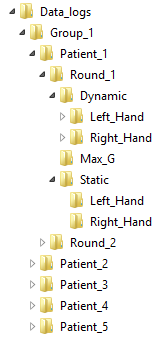 Data_logs
Group_1
Patient_1
Round_1
Dynamic
Left_Hand
Right_Hand
Max_G
Static
Left_Hand
Right_Hand
Round_2
Patient_2
Patient_3
Patient_4
Patient_5